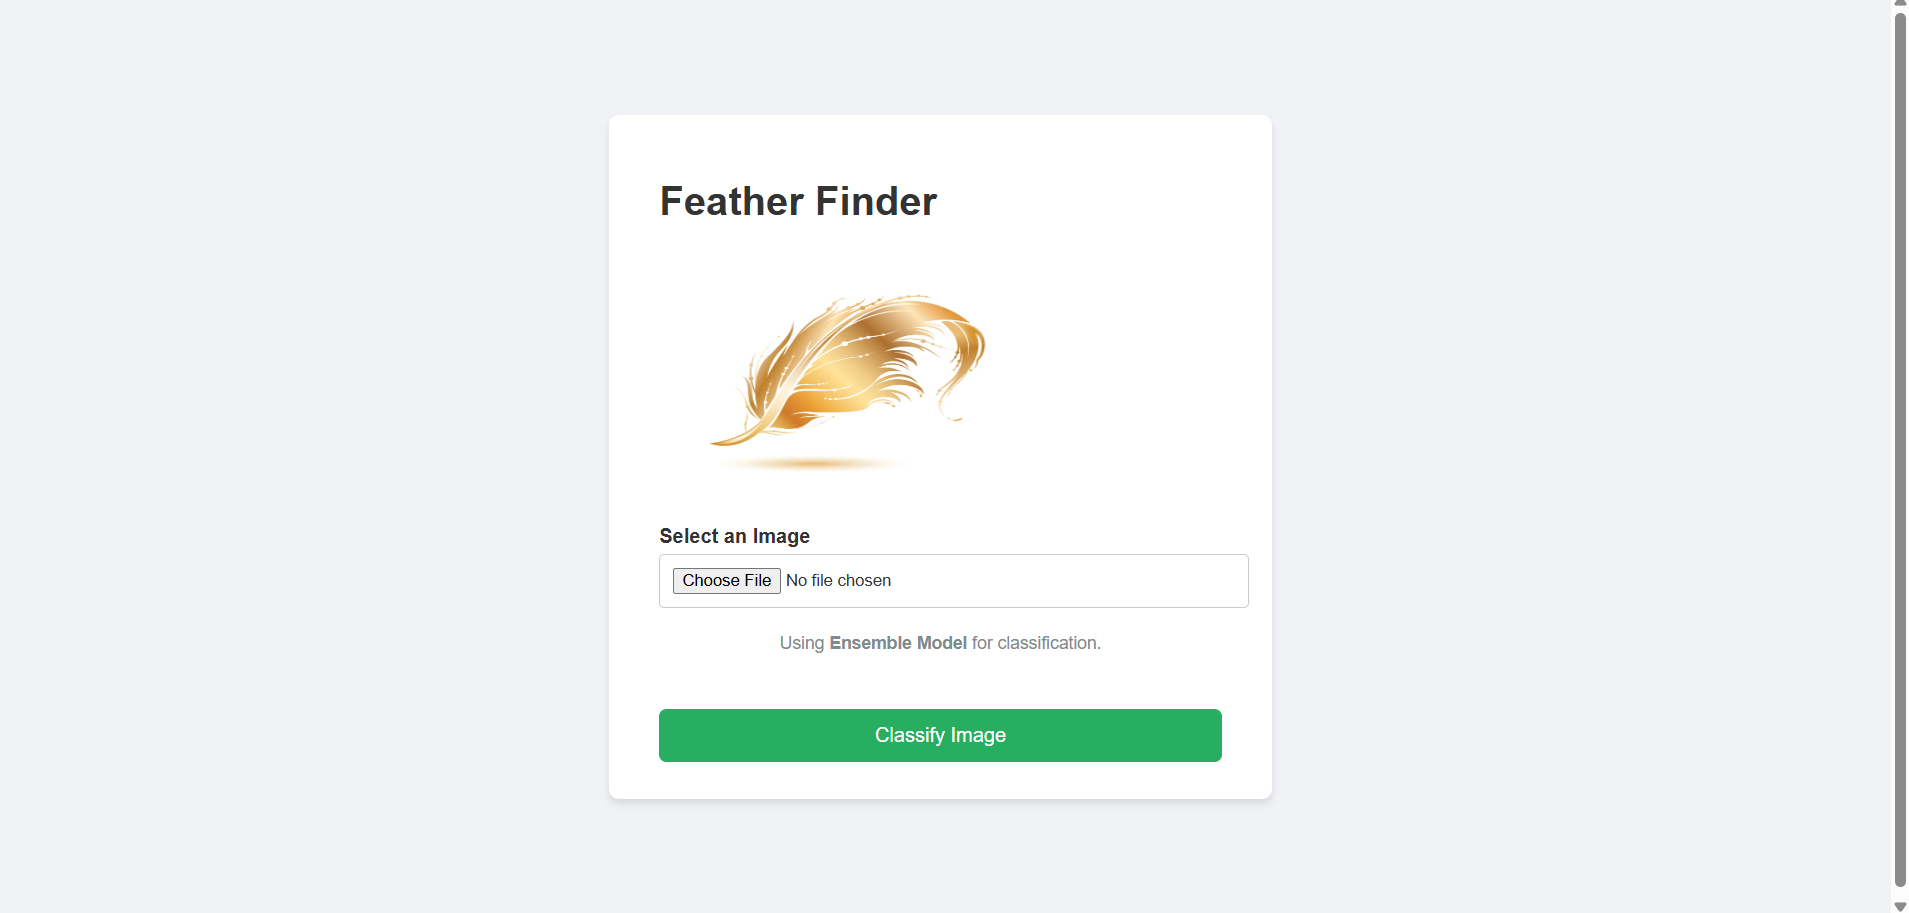 Feather Finder
Select an Image
Choose File No file chosen
Using Ensemble Model for classification.
Classify Image